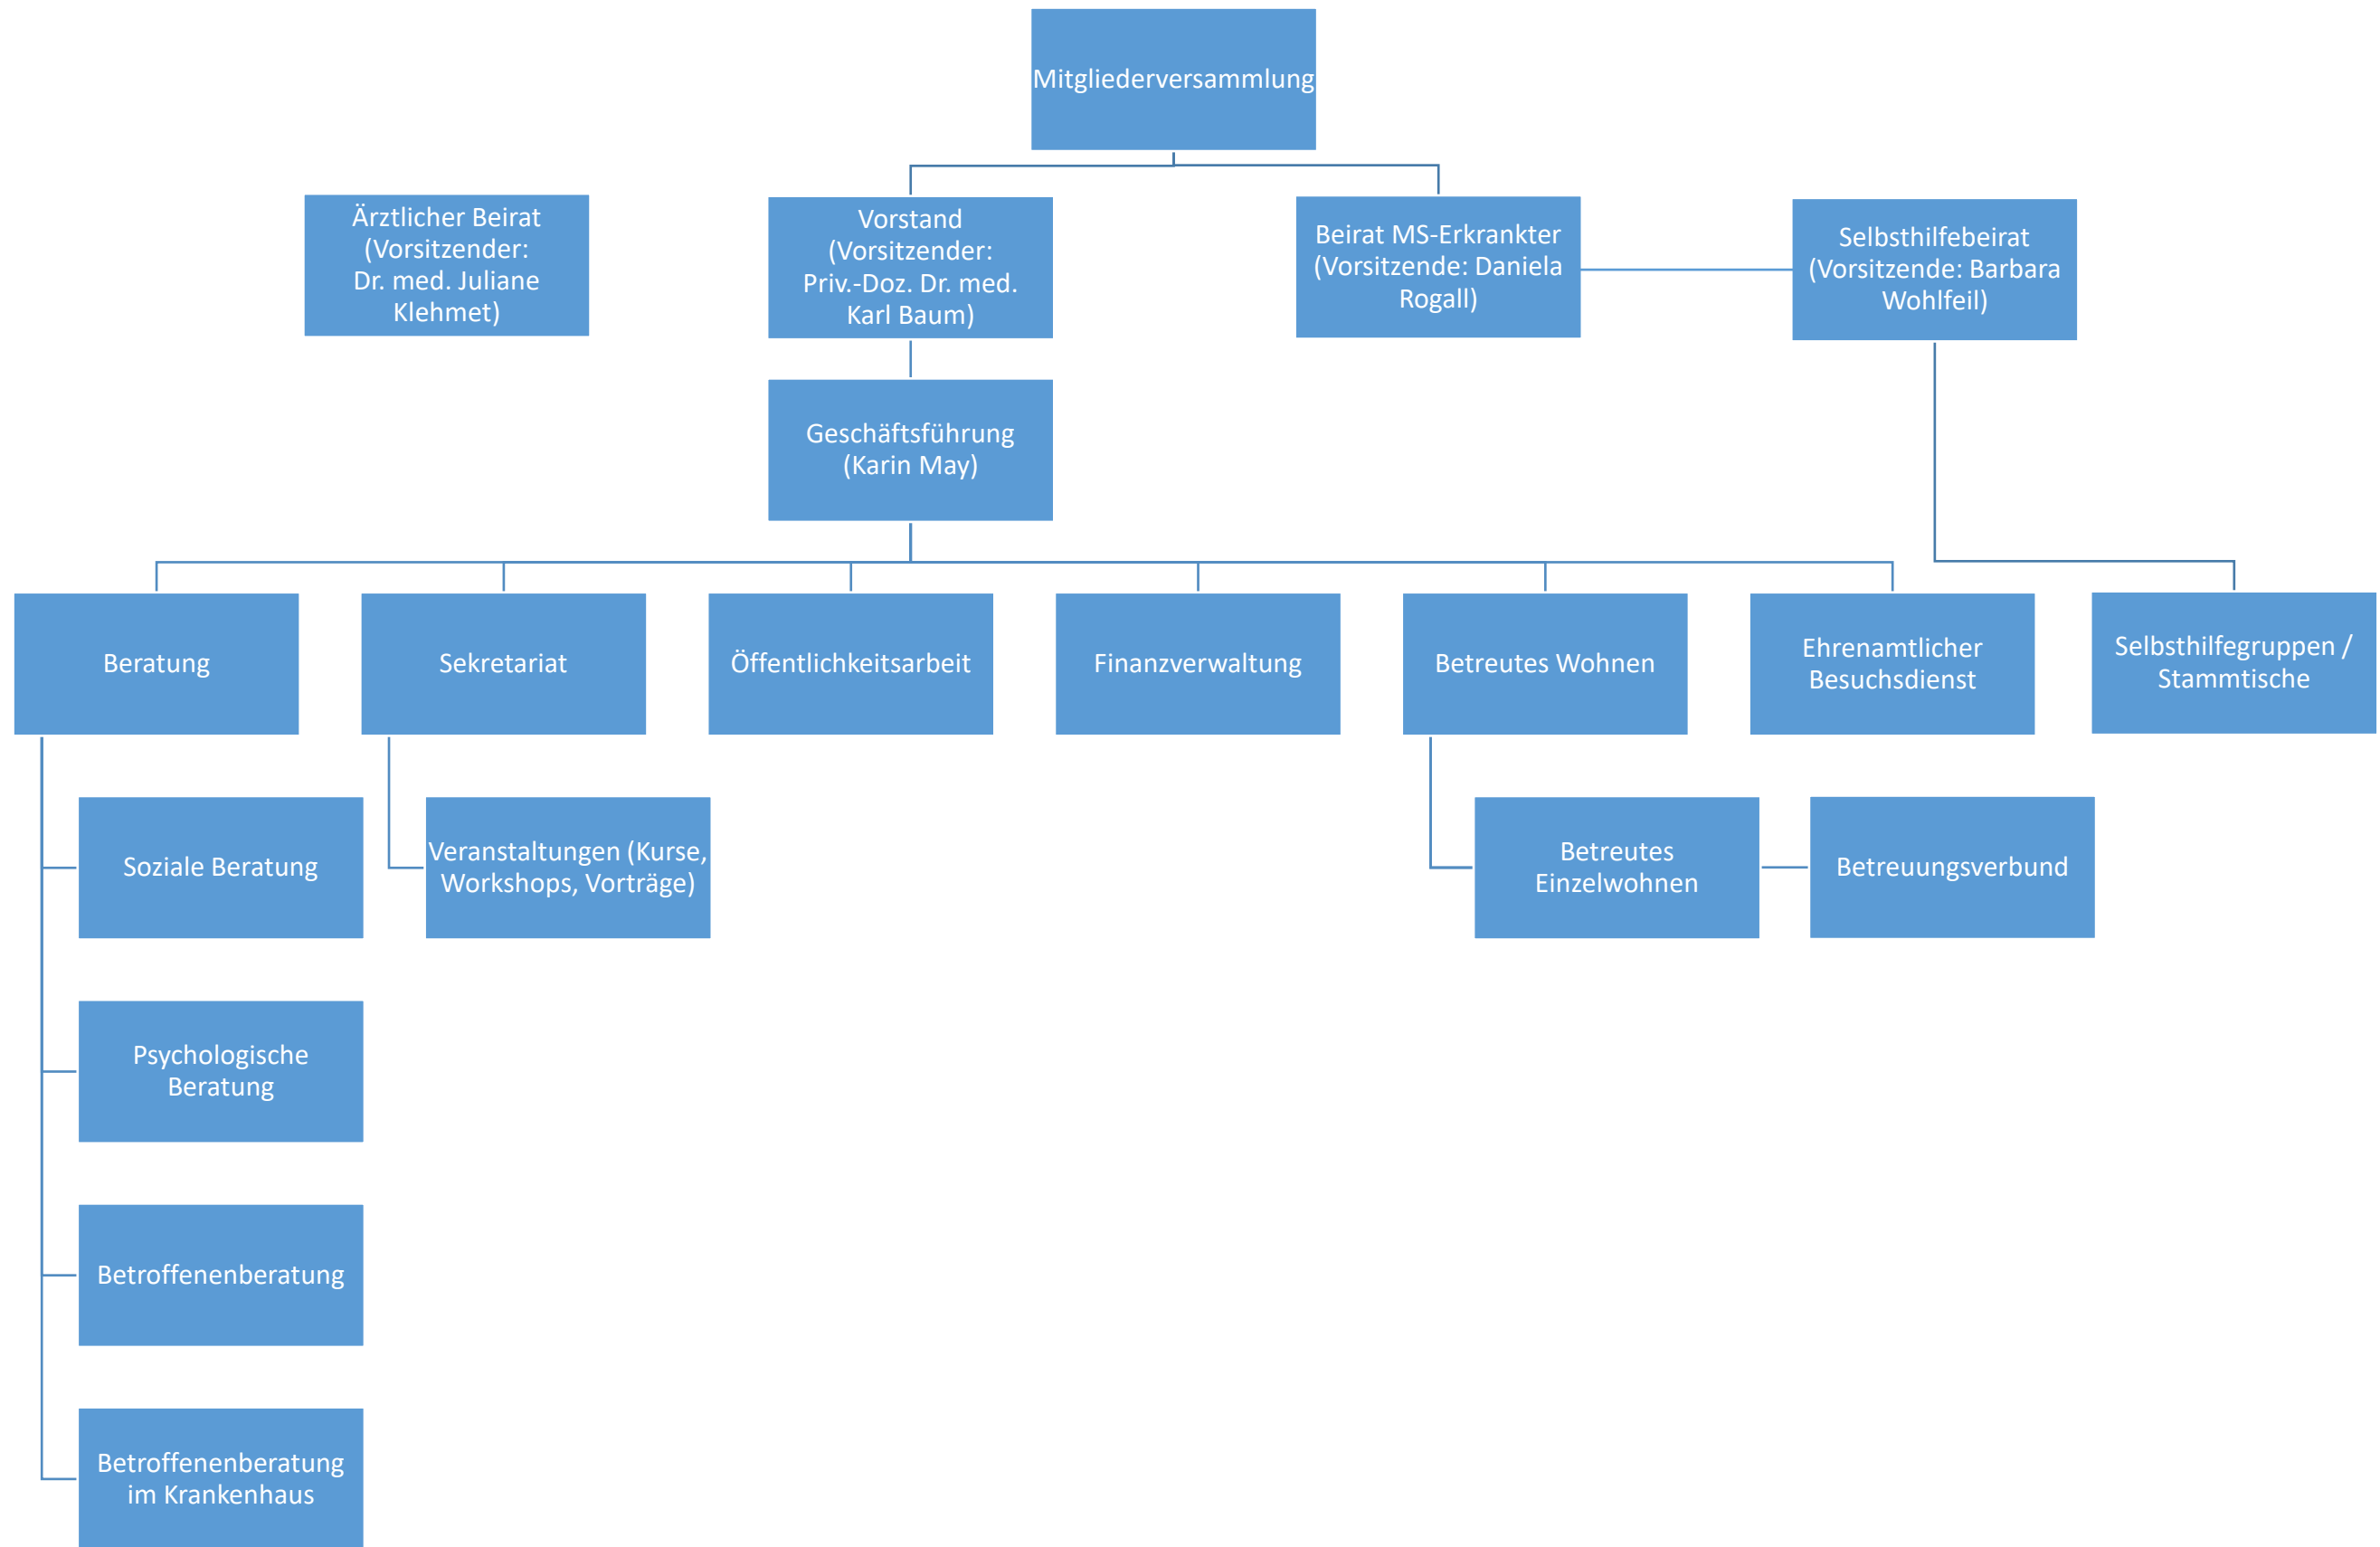 Mitgliederversammlung
Ärztlicher Beirat
(Vorsitzender:
Dr. med. Juliane
Klehmet)
Vorstand
(Vorsitzender:
Priv.-Doz. Dr. med.
Karl Baum)
Beirat MS-Erkrankter
(Vorsitzende: Daniela
Rogall)
Selbsthilfebeirat
(Vorsitzende: Barbara
Wohlfeil)
Geschäftsführung
(Karin May)
Beratung
Sekretariat
Öffentlichkeitsarbeit
Finanzverwaltung
Betreutes Wohnen
Ehrenamtlicher
Besuchsdienst
Selbsthilfegruppen /
Stammtische
Soziale Beratung
Veranstaltungen (Kurse,
Workshops, Vorträge)
Betreutes
Einzelwohnen
Betreuungsverbund
Psychologische
Beratung
Betroffenenberatung
Betroffenenberatung
im Krankenhaus